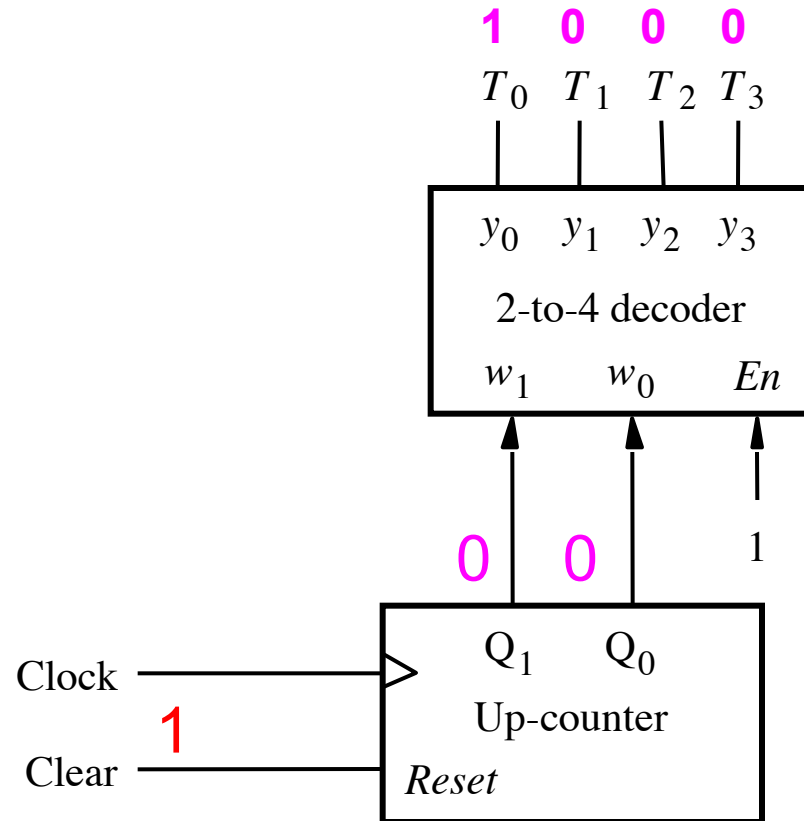 1 0 0 0
T0 T1 T2 T3
y0 y1 y2 y3
2-to-4 decoder
w1 w0 En
0 0 1
Q1 Q0
Clock
Up-counter
1
Clear Reset